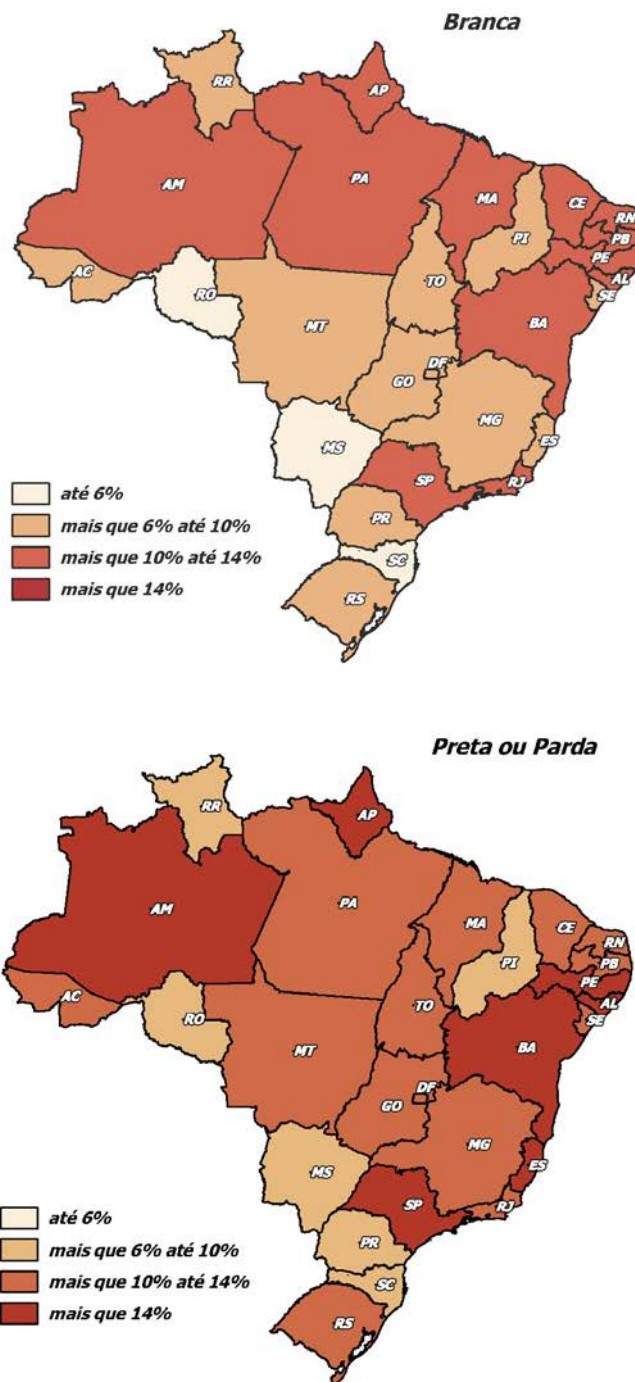 Branca
RR
AP
AM
PA
MA
CE
RN
PI
PB
PE
AC
AL
TO
SE
RO
BA
MT
DF
GO
MG
ES
MS
SP
RJ
até 6%
mais que 6% até 10%
PR
mais que 10% até 14%
SC
mais que 14%
RS
Preta ou Parda
RR
AP
AM
PA
MA
CE
RN
PI
PB
PE
AC
AL
TO
SE
RO
BA
MT
DF
GO
MG
ES
MS
SP
RJ
até 6%
PR
mais que 6% até 10%
mais que 10% até 14%
SC
mais que 14%
RS